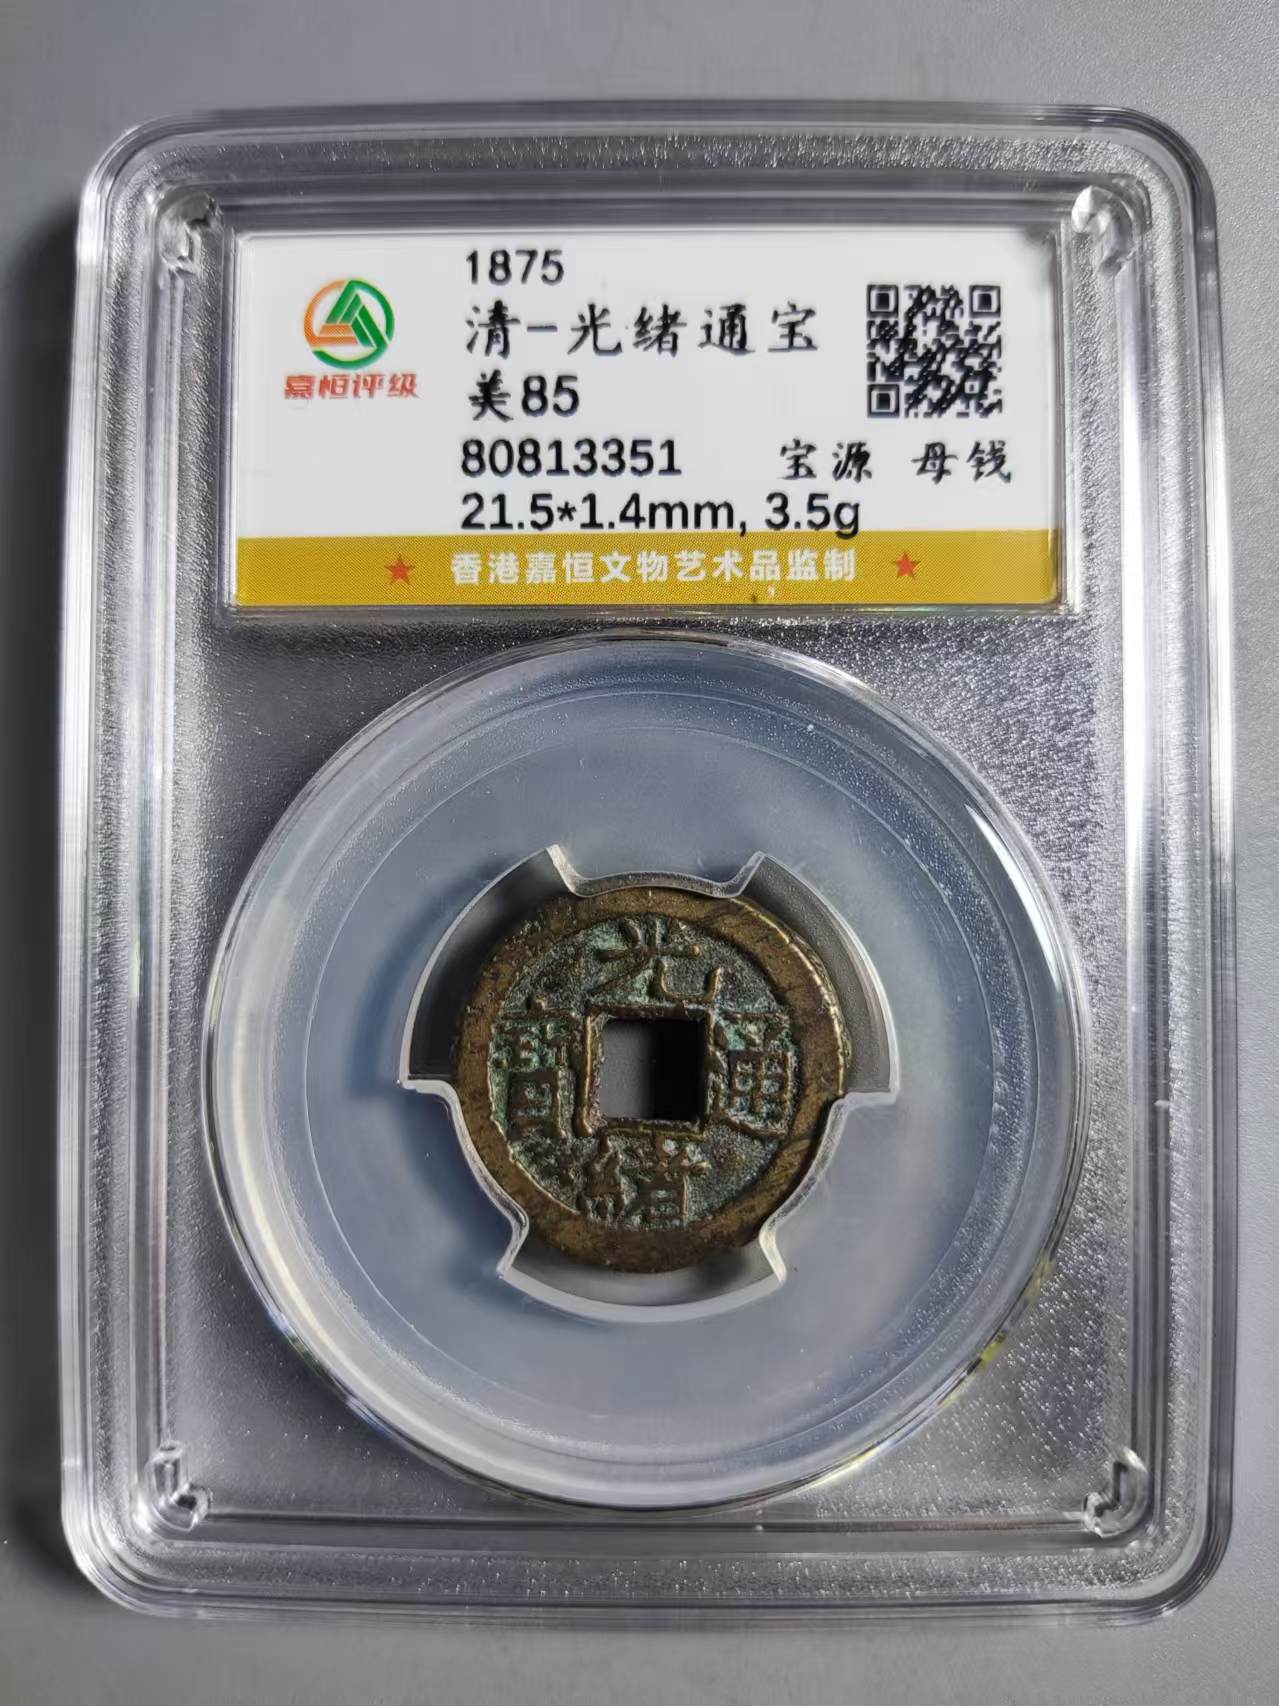 1875
清-光绪通宝
美85
嘉恒评级
80813351 宝源 母钱
21.5*1.4mm, 3.5g
★ 香港嘉恒文物艺术品监制 ★
光
寶 通
緒